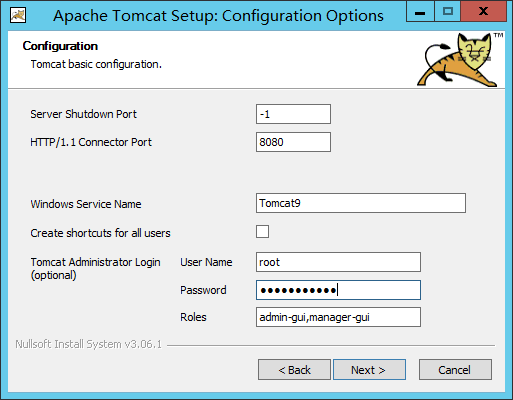 Apache Tomcat Setup: Configuration Options
Configuration
Tomcat basic configuration.
TM
Server Shutdown Port -1
HTTP/1.1 Connector Port 8080
Windows Service Name Tomcat9
Create shortcuts for all users
Tomcat Administrator Login User Name root
(optional)
Password ●●●●●●●●●●●
Roles admin-gui,manager-gui
Nullsoft Install System v3.06.1
< Back Next > Cancel